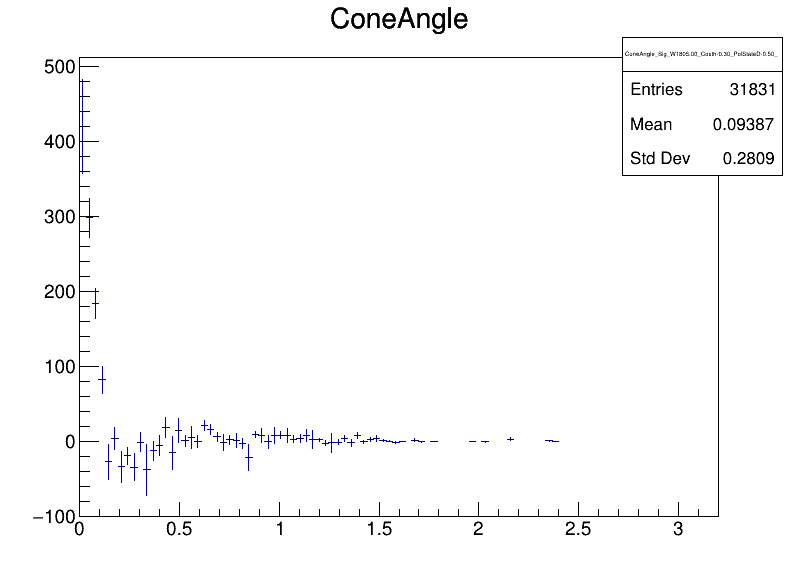 ConeAngle
ConeAngle_Sig_W1805.00_Costh-0.30_PolStateD-0.50_
Entries 31831
Mean 0.09387
Std Dev 0.2809
500
400
300
200
100
0
−100
0 0.5 1 1.5 2 2.5 3